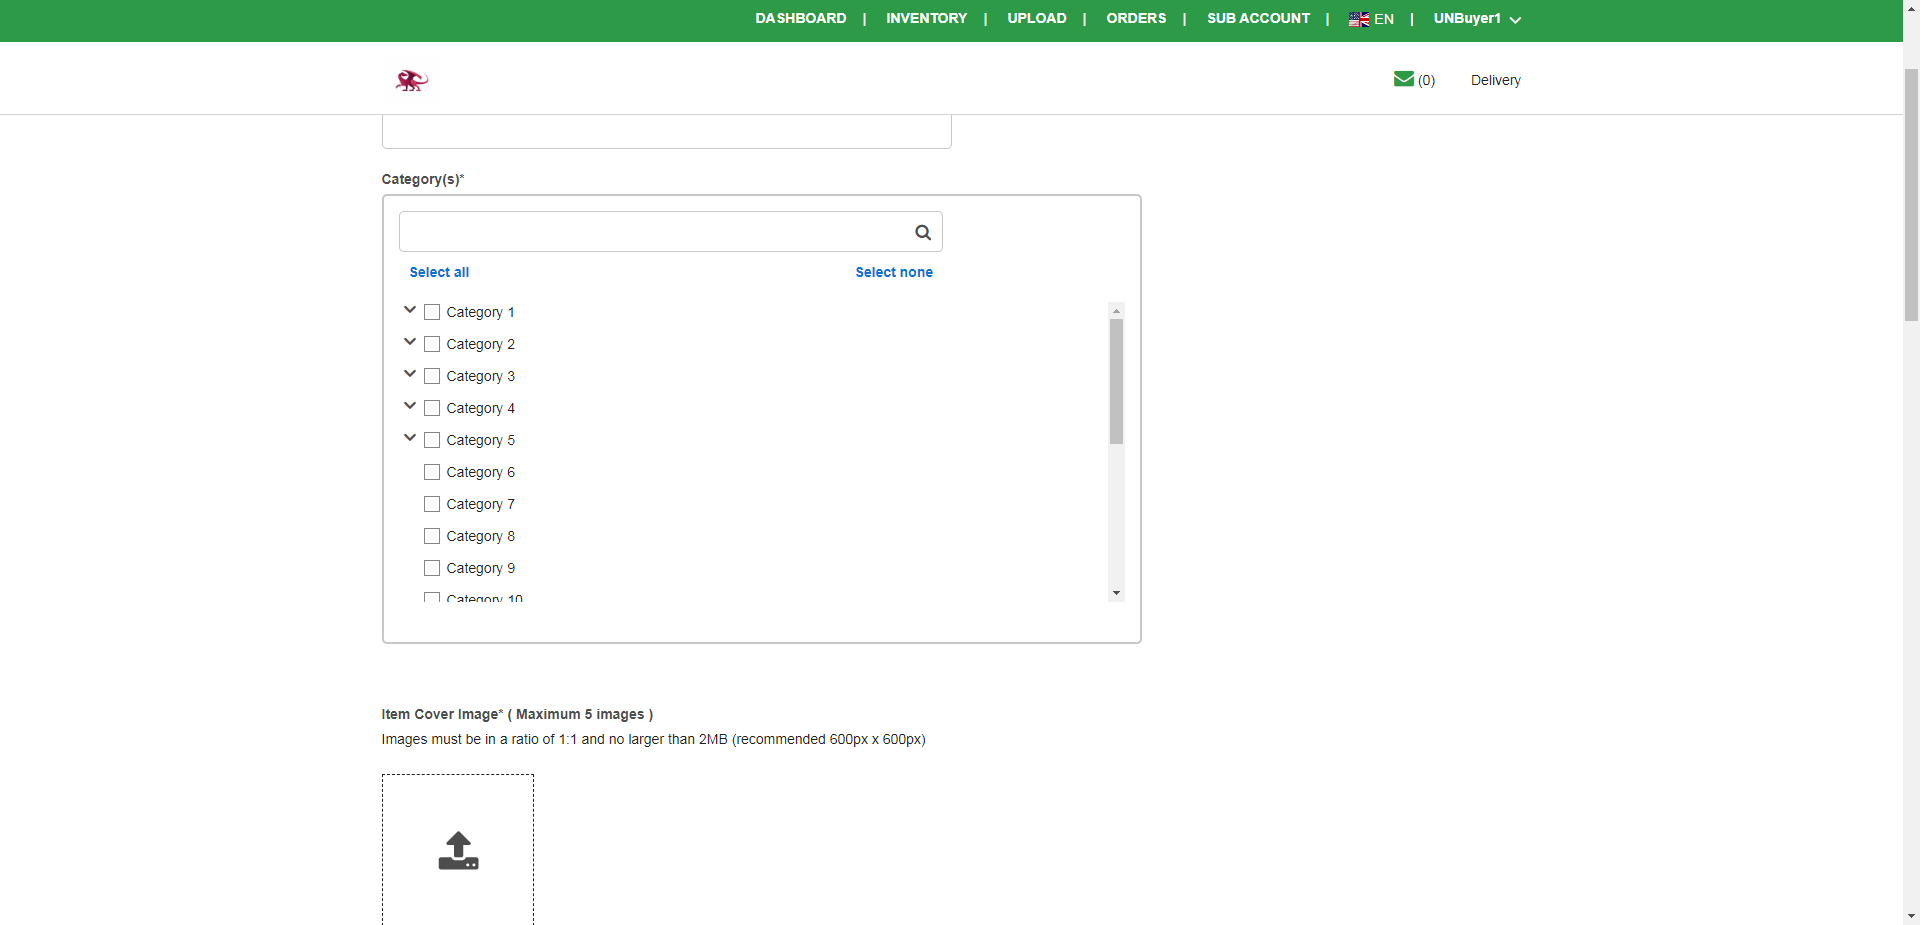 DASHBOARD | INVENTORY | UPLOAD | ORDERS | SUB ACCOUNT | EN | UNBuyer1
(0) Delivery
Category(s)*
Select all Select none
Category 1
Category 2
Category 3
Category 4
Category 5
Category 6
Category 7
Category 8
Category 9
Category 10
Item Cover Image* ( Maximum 5 images )
Images must be in a ratio of 1:1 and no larger than 2MB (recommended 600px x 600px)